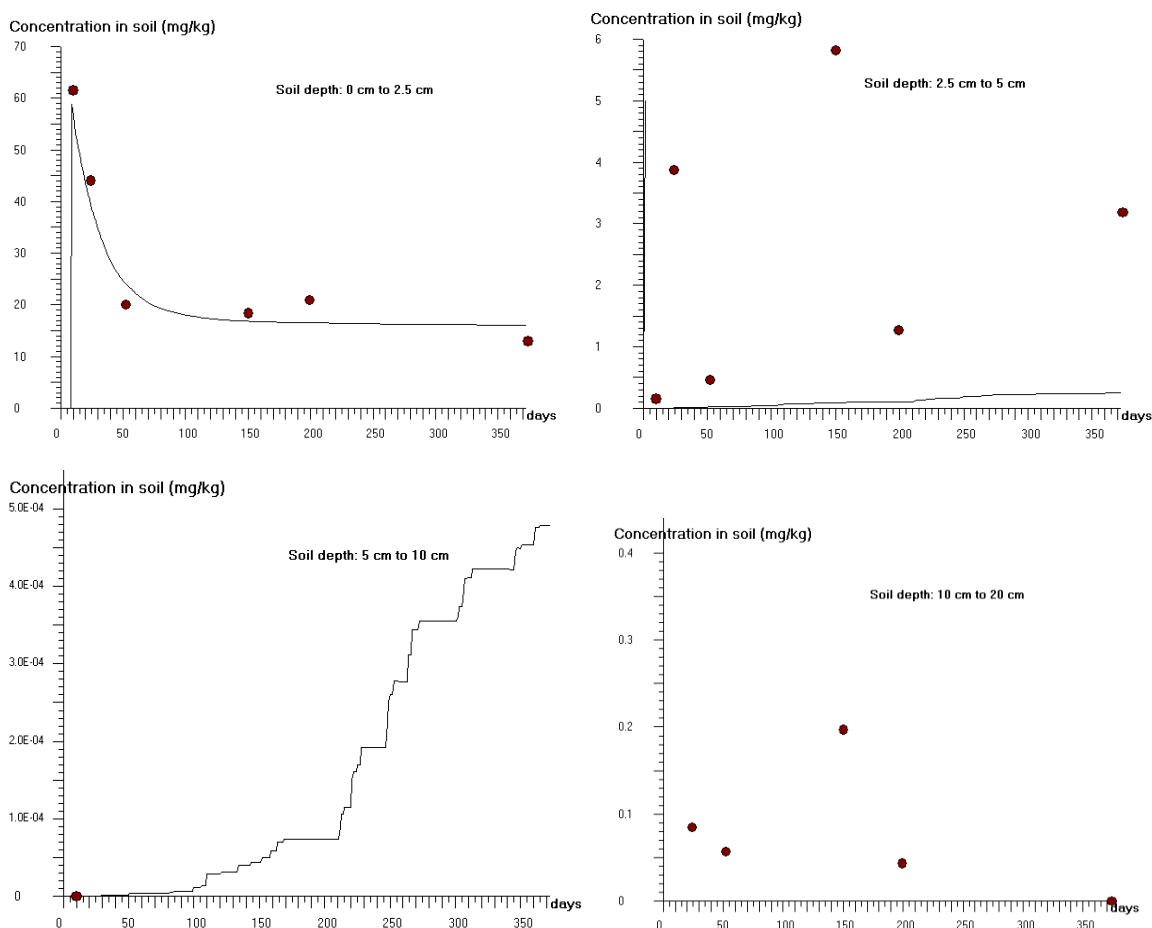 Concentration in soil (mg/kg)
70
60
50
40
30
20
10
0
Soil depth: 0 cm to 2.5 cm
0 50 100 150 200 250 300 350 days
Concentration in soil (mg/kg)
6
5
4
3
2
1
0
Soil depth: 2.5 cm to 5 cm
0 50 100 150 200 250 300 350 days
Concentration in soil (mg/kg)
5.0E-04
4.0E-04
3.0E-04
2.0E-04
1.0E-04
0
Soil depth: 5 cm to 10 cm
0 50 100 150 200 250 300 350 days
Concentration in soil (mg/kg)
0.4
0.3
0.2
0.1
0
Soil depth: 10 cm to 20 cm
0 50 100 150 200 250 300 350 days